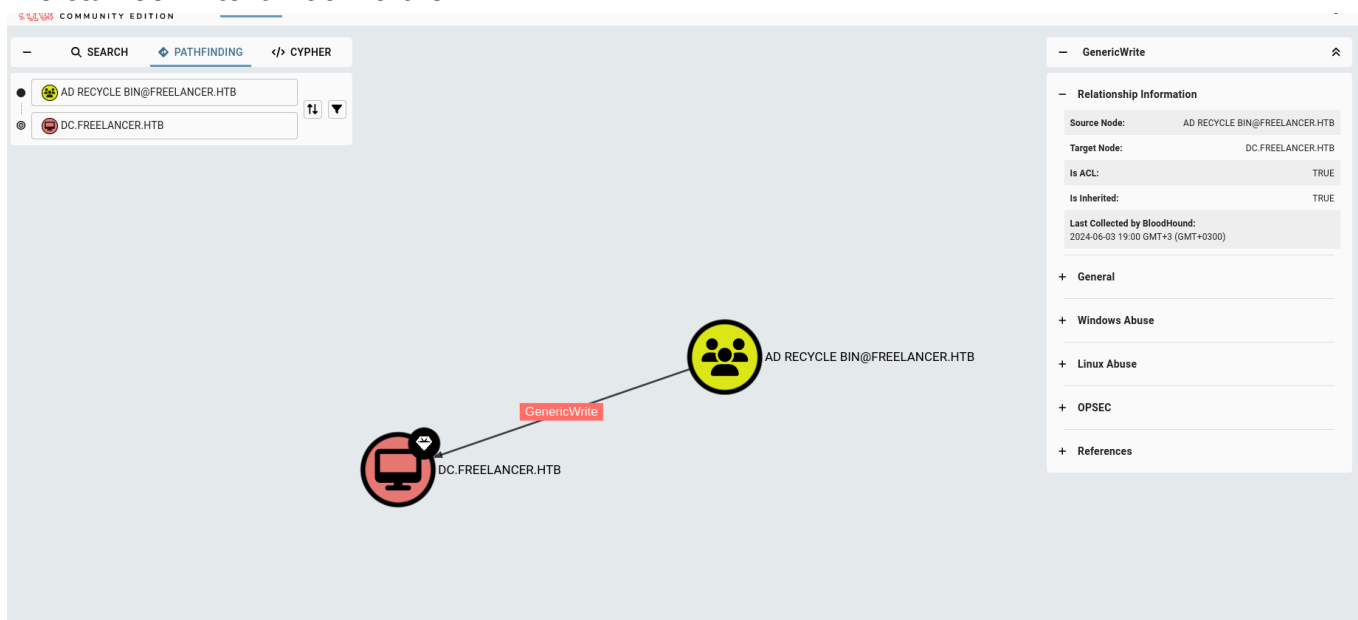 COMMUNITY EDITION
SEARCH
PATHFINDING
</> CYPHER
AD RECYCLE BIN@FREELANCER.HTB
DC.FREELANCER.HTB
GenericWrite
Relationship Information
Source Node: AD RECYCLE BIN@FREELANCER.HTB
Target Node: DC.FREELANCER.HTB
Is ACL: TRUE
Is Inherited: TRUE
Last Collected by BloodHound:
2024-06-03 19:00 GMT+3 (GMT+0300)
General
Windows Abuse
Linux Abuse
OPSEC
References
AD RECYCLE BIN@FREELANCER.HTB
GenericWrite
DC.FREELANCER.HTB